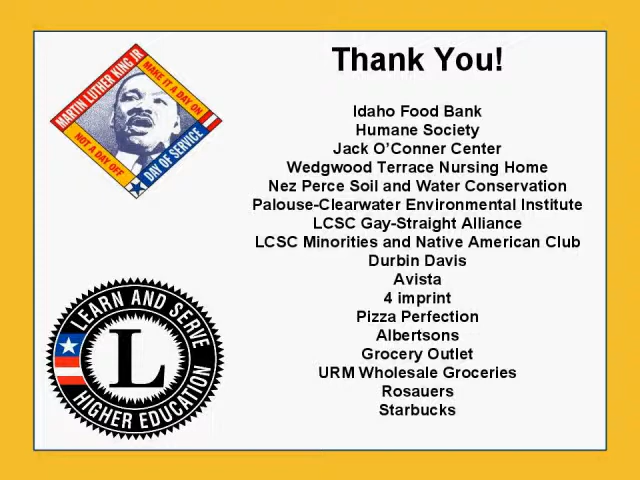 Thank You!
MARTIN LUTHER KING JR
MAKE IT A DAY ON
NOT A DAY OFF
DAY OF SERVICE
Idaho Food Bank
Humane Society
Jack O'Conner Center
Wedgwood Terrace Nursing Home
Nez Perce Soil and Water Conservation
Palouse-Clearwater Environmental Institute
LCSC Gay-Straight Alliance
LCSC Minorities and Native American Club
Durbin Davis
Avista
4 imprint
Pizza Perfection
Albertsons
Grocery Outlet
URM Wholesale Groceries
Rosauers
Starbucks
LEARN AND SERVE
L
HIGHER EDUCATION